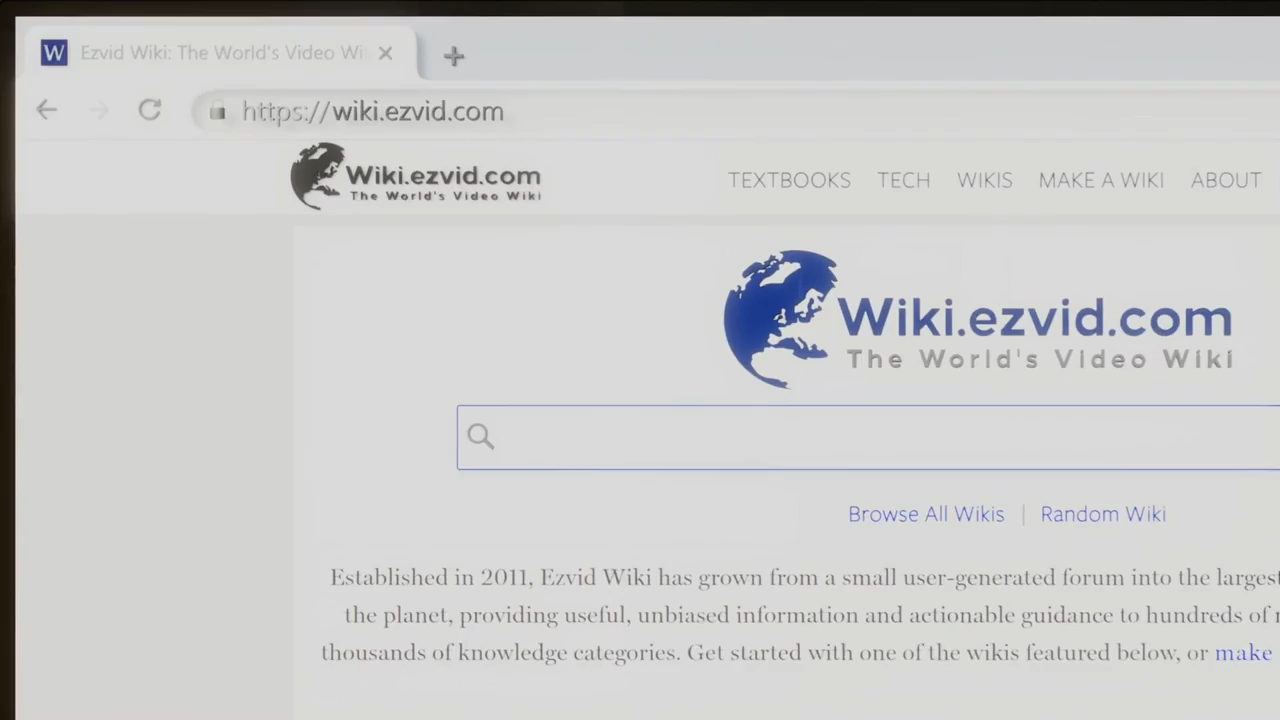 W Ezvid Wiki: The World's Video Wi
https://wiki.ezvid.com
Wiki.ezvid.com
The World's Video Wiki
TEXTBOOKS TECH WIKIS MAKE A WIKI ABOUT
Wiki.ezvid.com
The World's Video Wiki
Browse All Wikis | Random Wiki
Established in 2011, Ezvid Wiki has grown from a small user-generated forum into the largest
the planet, providing useful, unbiased information and actionable guidance to hundreds of
thousands of knowledge categories. Get started with one of the wikis featured below, or make